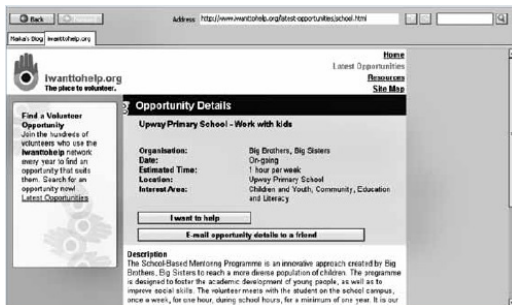 Back
Address http://www.iwanttohelp.org/latest-opportunities/school.html
Maika's Blog iwanttohelp.org
iwanttohelp.org
The place to volunteer.
Home
Latest Opportunities
Resources
Site Map
Find a Volunteer
Opportunity
Join the hundreds of
volunteers who use the
iwanttohelp network
every year to find an
opportunity that suits
them. Search for an
opportunity now!
Latest Opportunities
Opportunity Details
Upway Primary School - Work with kids
Organisation: Big Brothers, Big Sisters
Date: On-going
Estimated Time: 1 hour per week
Location: Upway Primary School
Interest Area: Children and Youth, Community, Education
and Literacy
I want to help
E-mail opportunity details to a friend
Description
The School-Based Mentoring Programme is an innovative approach created by Big
Brothers, Big Sisters to reach a more diverse population of children. The programme
is designed to foster the academic development of young people, as well as to
improve social skills. The volunteer meets with the student on the school campus,
once a week, for one hour, during school hours, for a minimum of one year. It is our